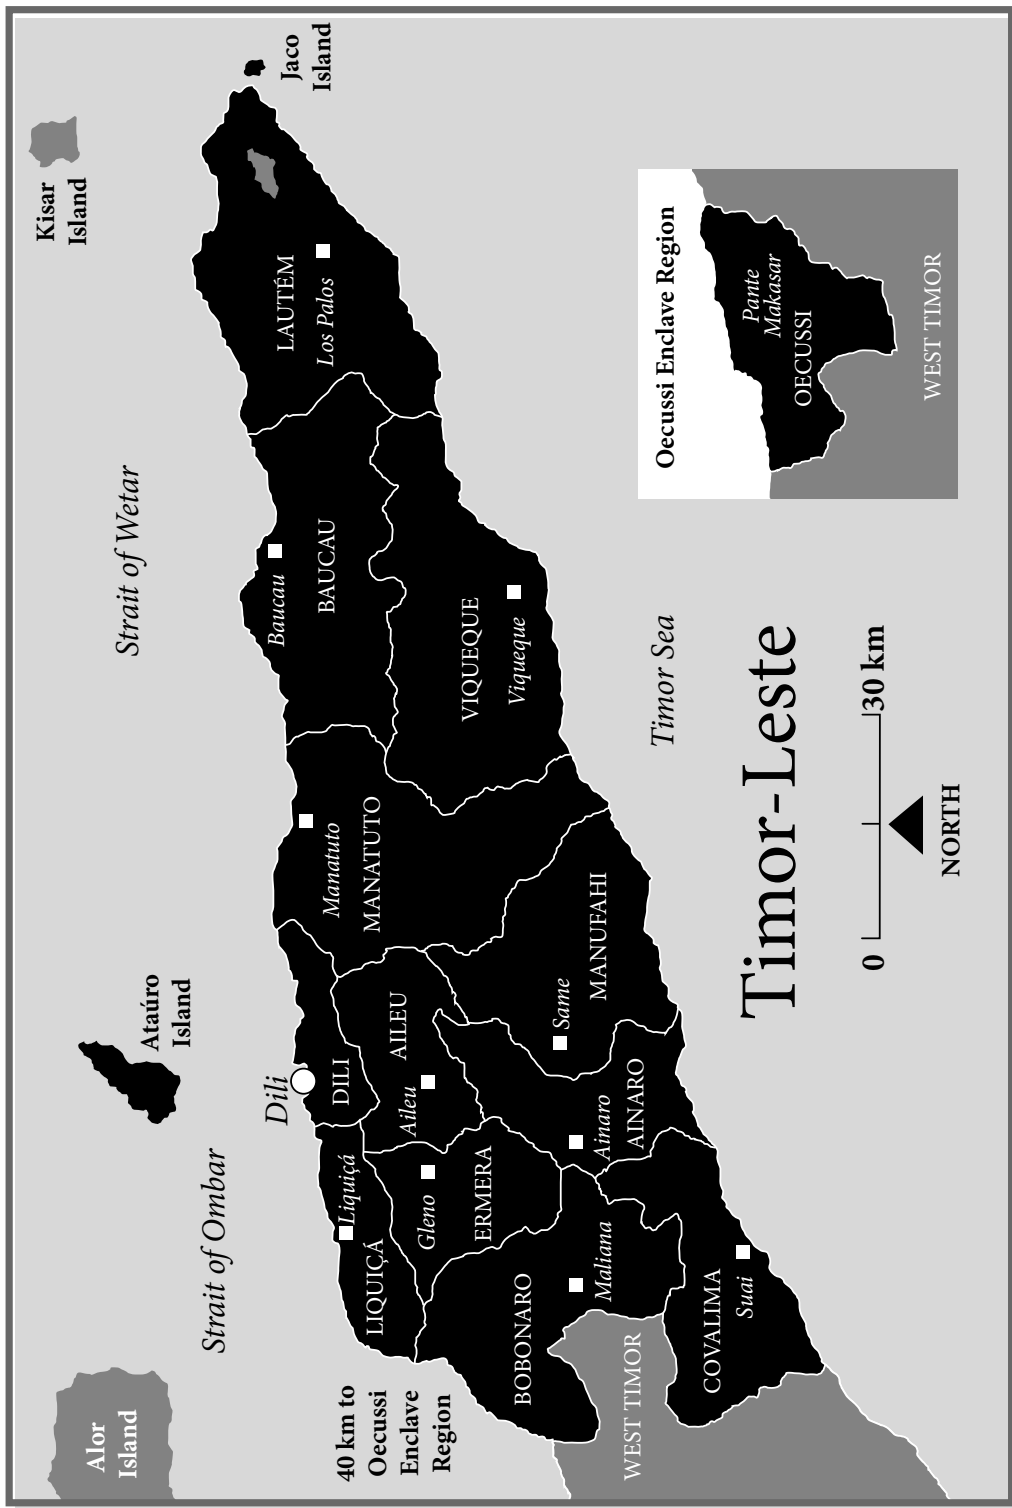 Kisar
Island
Jaco
Island
Strait of Wetar
LAUTÉM
Los Palos
Baucau
BAUCAU
VIQUEQUE
Viqueque
Manatuto
MANATUTO
Ataúro
Island
Dili
DILI
AILEU
Aileu
Same
MANUFAHI
Ainaro
AINARO
Strait of Ombar
Liquiçá
LIQUIÇÁ
Gleno
ERMERA
BOBONARO
Maliana
COVALIMA
Suai
WEST TIMOR
Alor
Island
40 km to
Oecussi
Enclave
Region
Timor Sea
Timor-Leste
0
30 km
NORTH
Oecussi Enclave Region
Pante
Makasar
OECUSSI
WEST TIMOR